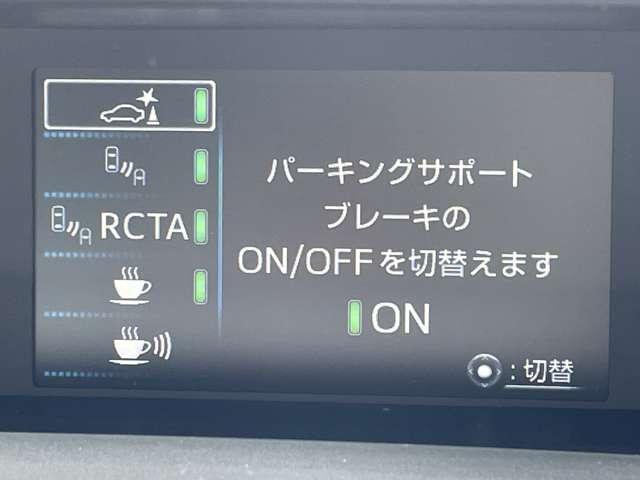 RCTA
パーキングサポート
ブレーキの
ON/OFFを切替えます
ON
:切替